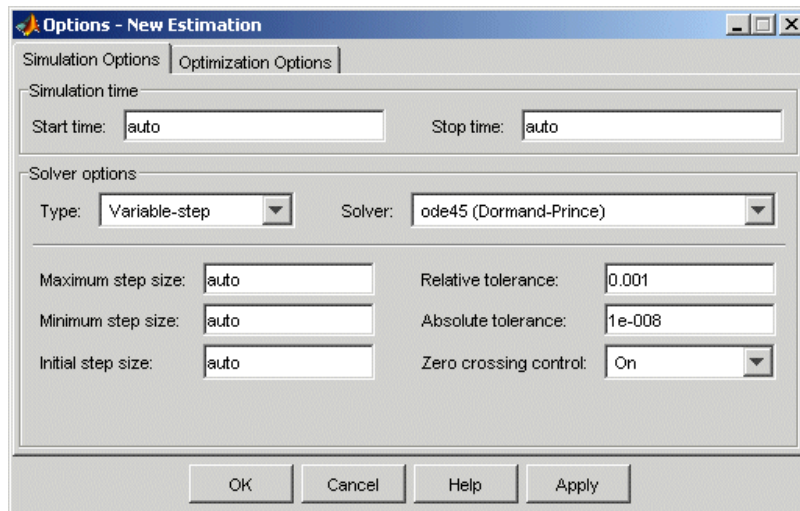 Options - New Estimation
Simulation Options Optimization Options
Simulation time
Start time: auto Stop time: auto
Solver options
Type: Variable-step Solver: ode45 (Dormand-Prince)
Maximum step size: auto Relative tolerance: 0.001
Minimum step size: auto Absolute tolerance: 1e-008
Initial step size: auto Zero crossing control: On
OK Cancel Help Apply